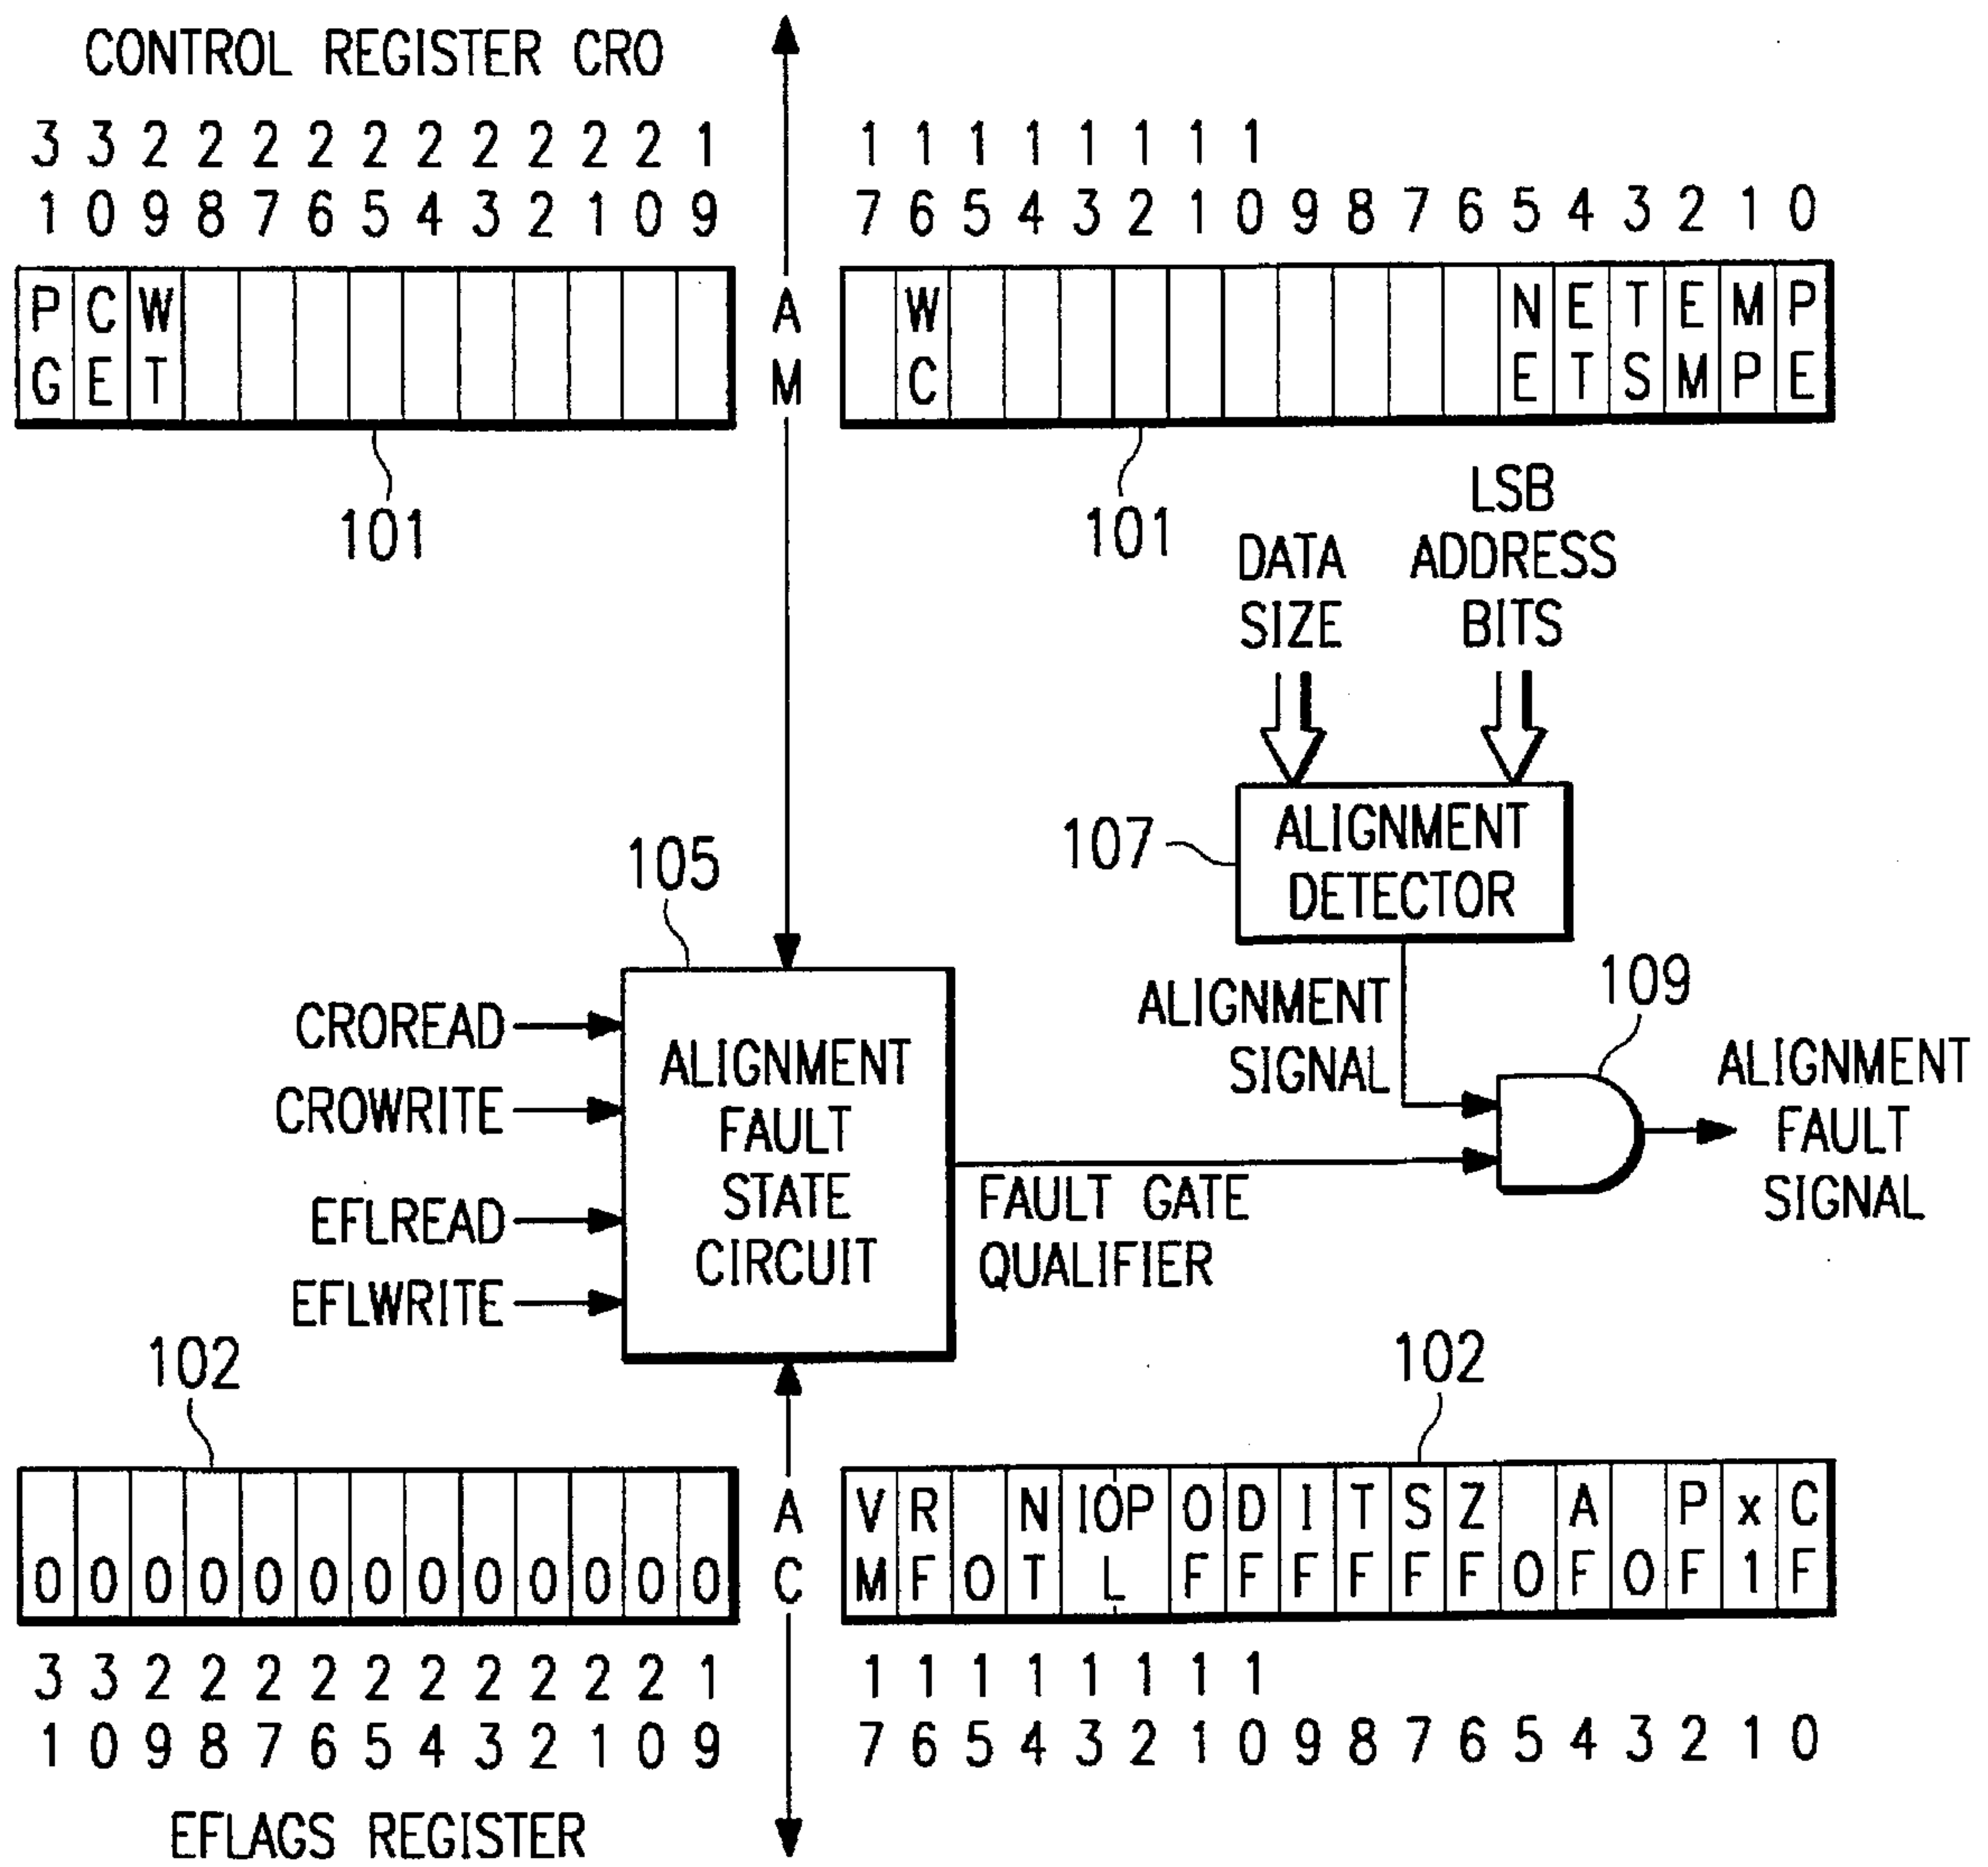 CONTROL REGISTER CR0
3 3 2 2 2 2 2 2 2 2 2 2 1 1 1 1 1 1 1 1 1
1 0 9 8 7 6 5 4 3 2 1 0 9 7 6 5 4 3 2 1 0 9 8 7 6 5 4 3 2 1 0
P C W A W N E T E M P
G E T M C E T S M P E
101
101
LSB
DATA ADDRESS
SIZE BITS
107
ALIGNMENT
DETECTOR
105
109
ALIGNMENT
SIGNAL
CR0READ
CR0WRITE
EFLREAD
EFLWRITE
ALIGNMENT
FAULT
STATE
CIRCUIT
FAULT GATE
QUALIFIER
ALIGNMENT
FAULT
SIGNAL
102
102
A V R N IOP O D I T S Z A P x C
0 0 0 0 0 0 0 0 0 0 0 0 0 C M F 0 T L F F F F F F 0 F 0 F 1 F
3 3 2 2 2 2 2 2 2 2 2 2 1 1 1 1 1 1 1 1 1
1 0 9 8 7 6 5 4 3 2 1 0 9 7 6 5 4 3 2 1 0 9 8 7 6 5 4 3 2 1 0
EFLAGS REGISTER